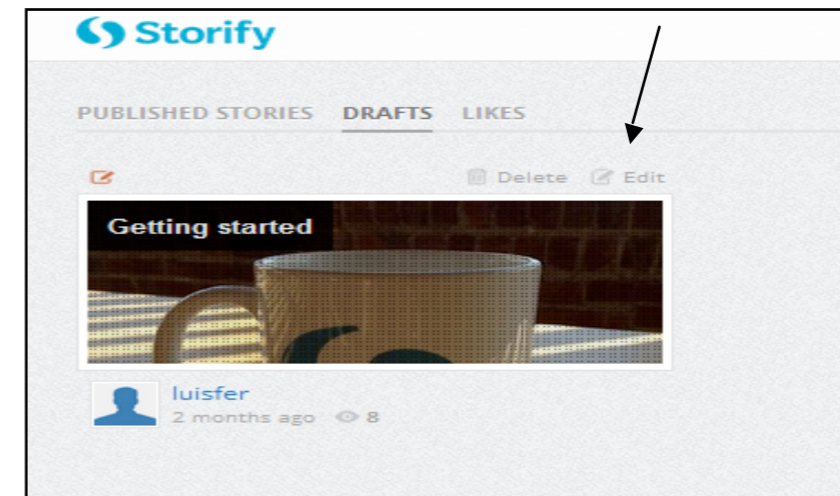 Storify
PUBLISHED STORIES DRAFTS LIKES
Delete Edit
Getting started
luisfer
2 months ago 8